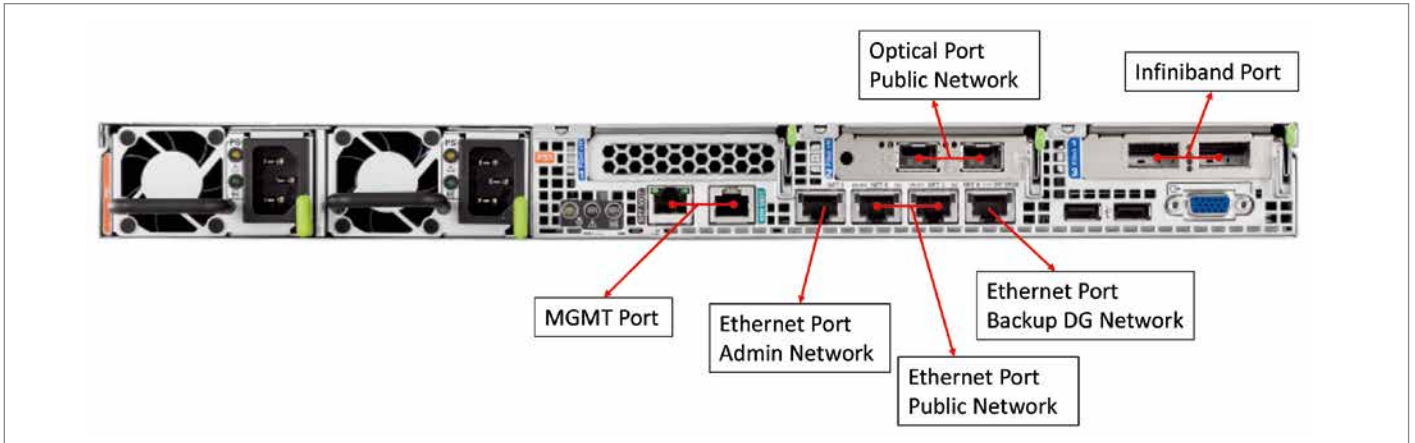 Optical Port
Public Network
Infiniband Port
MGMT Port
Ethernet Port
Admin Network
Ethernet Port
Backup DG Network
Ethernet Port
Public Network